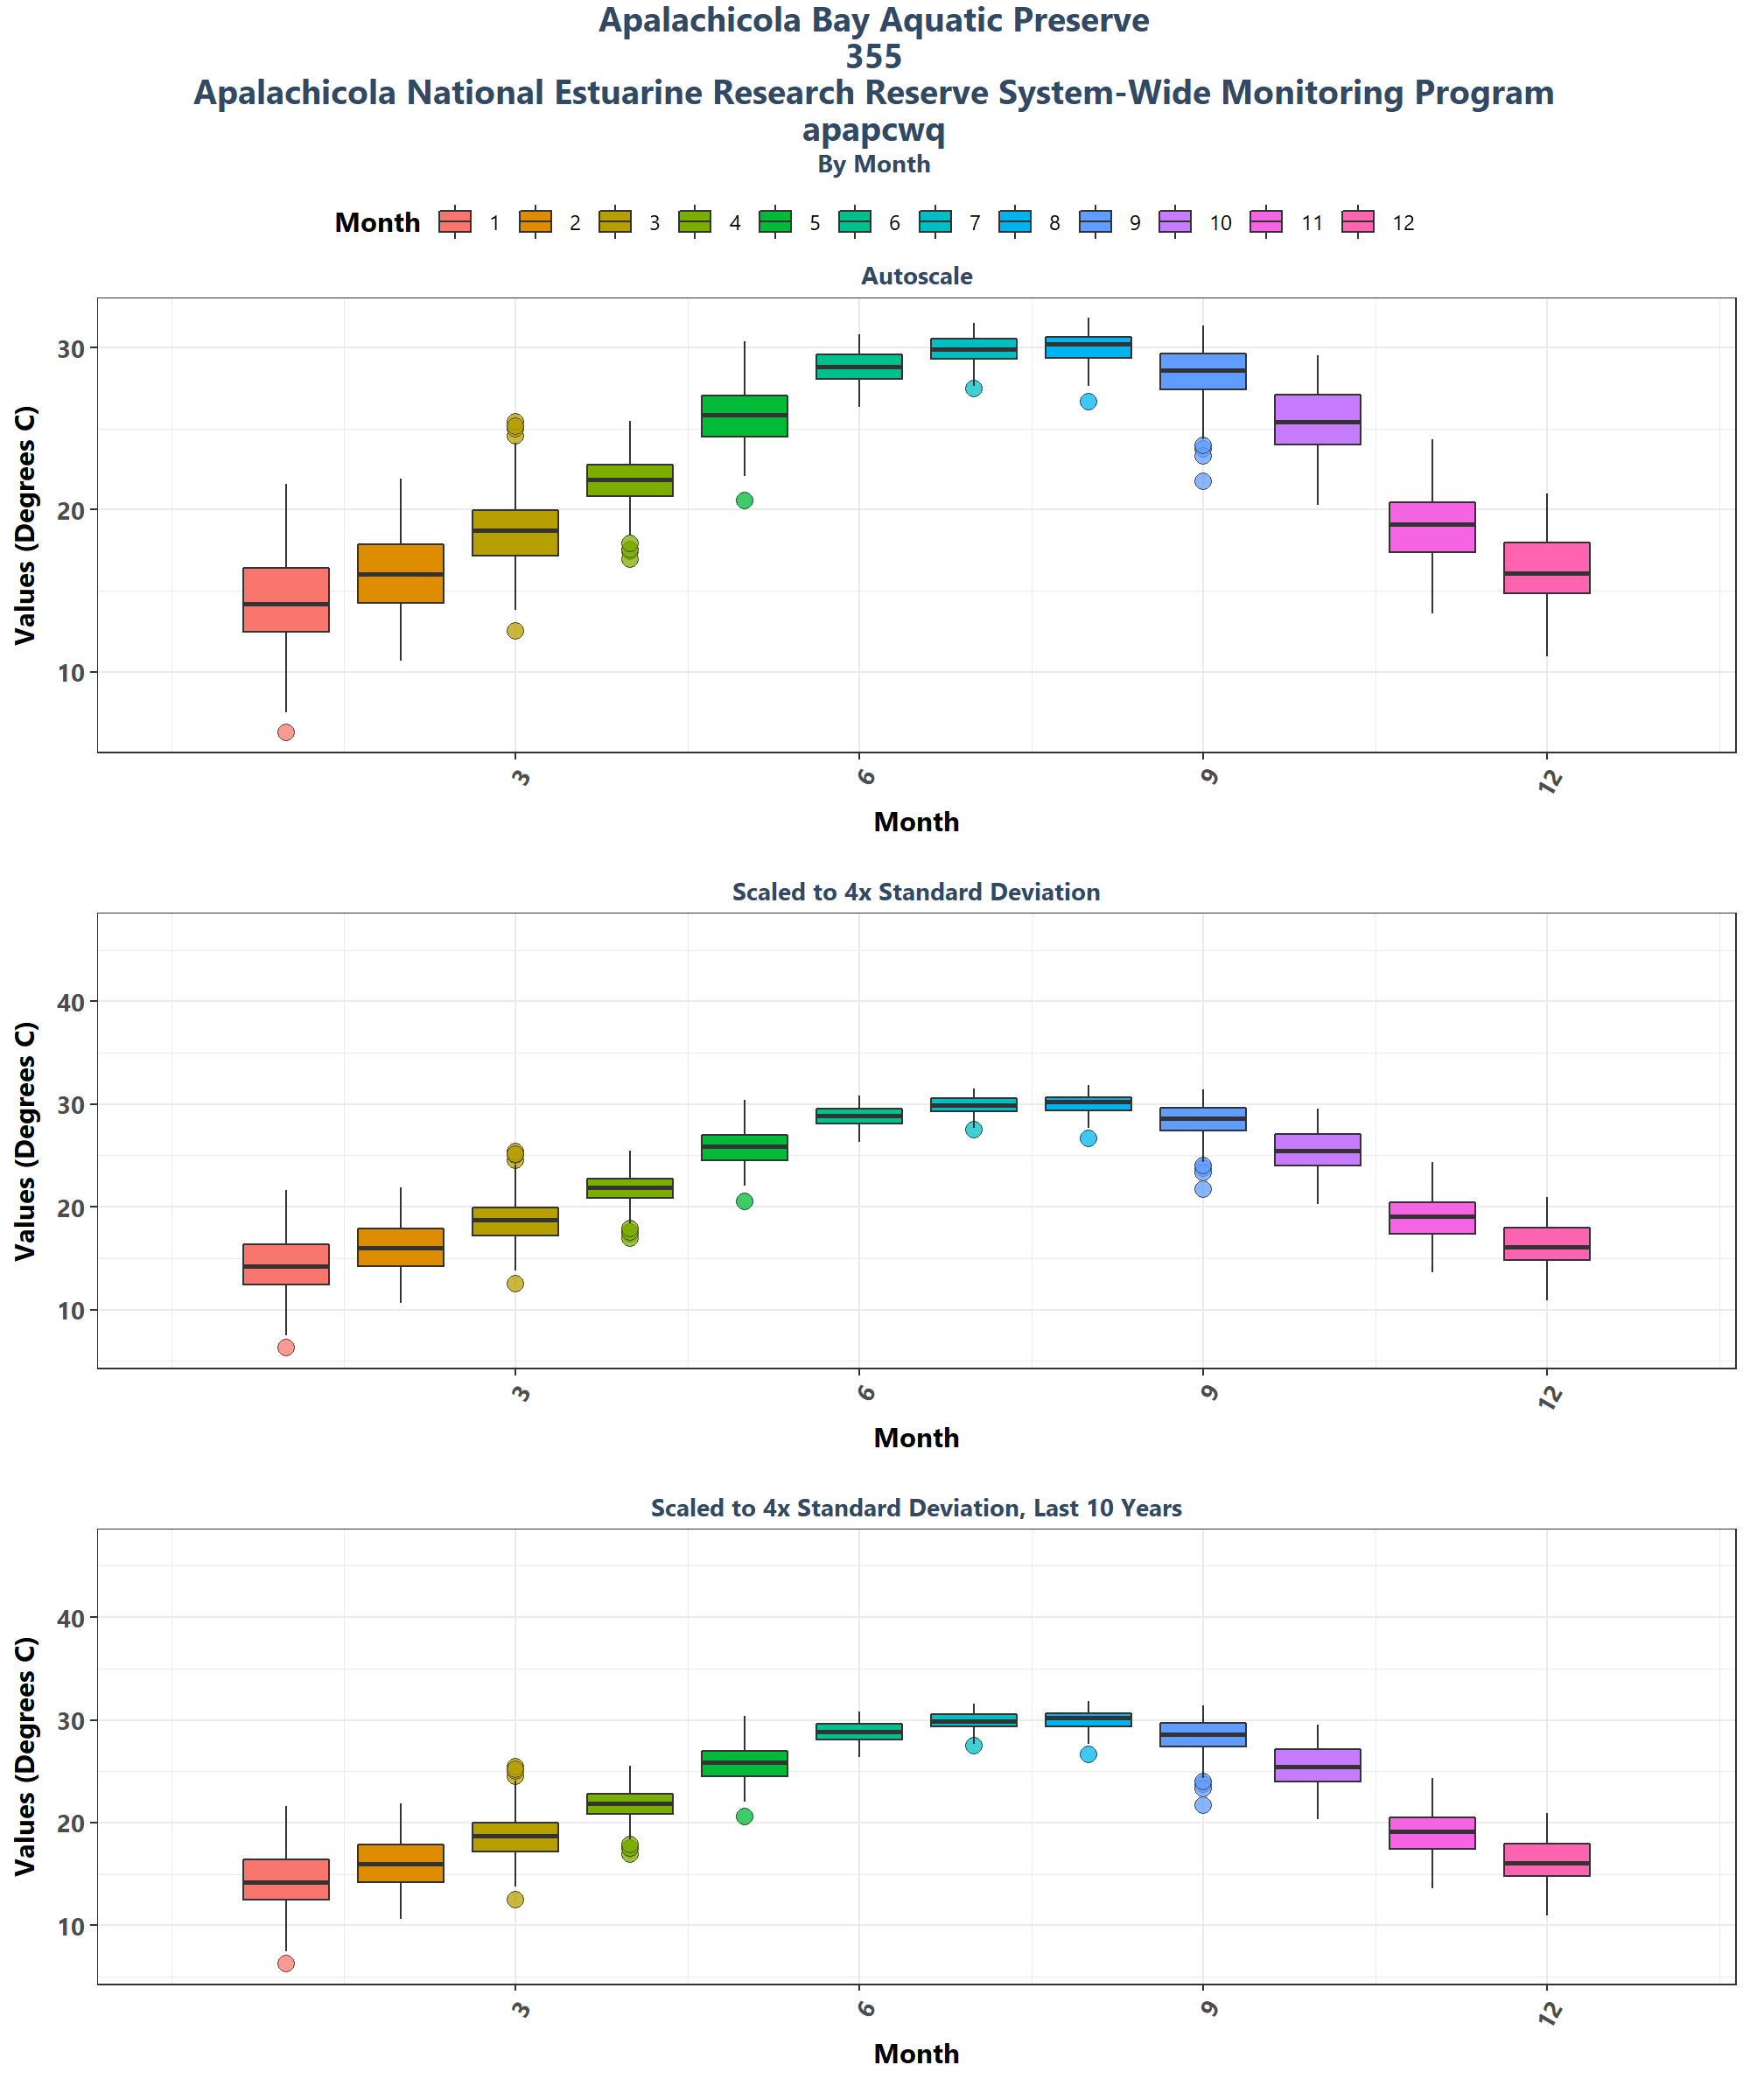 Apalachicola Bay Aquatic Preserve
355
Apalachicola National Estuarine Research Reserve System-Wide Monitoring Program
apapcwq
By Month
Month 1 2 3 4 5 6 7 8 9 10 11 12
Autoscale
Values (Degrees C)
30
20
10
3 6 9 12
Month
Scaled to 4x Standard Deviation
Values (Degrees C)
40
30
20
10
3 6 9 12
Month
Scaled to 4x Standard Deviation, Last 10 Years
Values (Degrees C)
40
30
20
10
3 6 9 12
Month